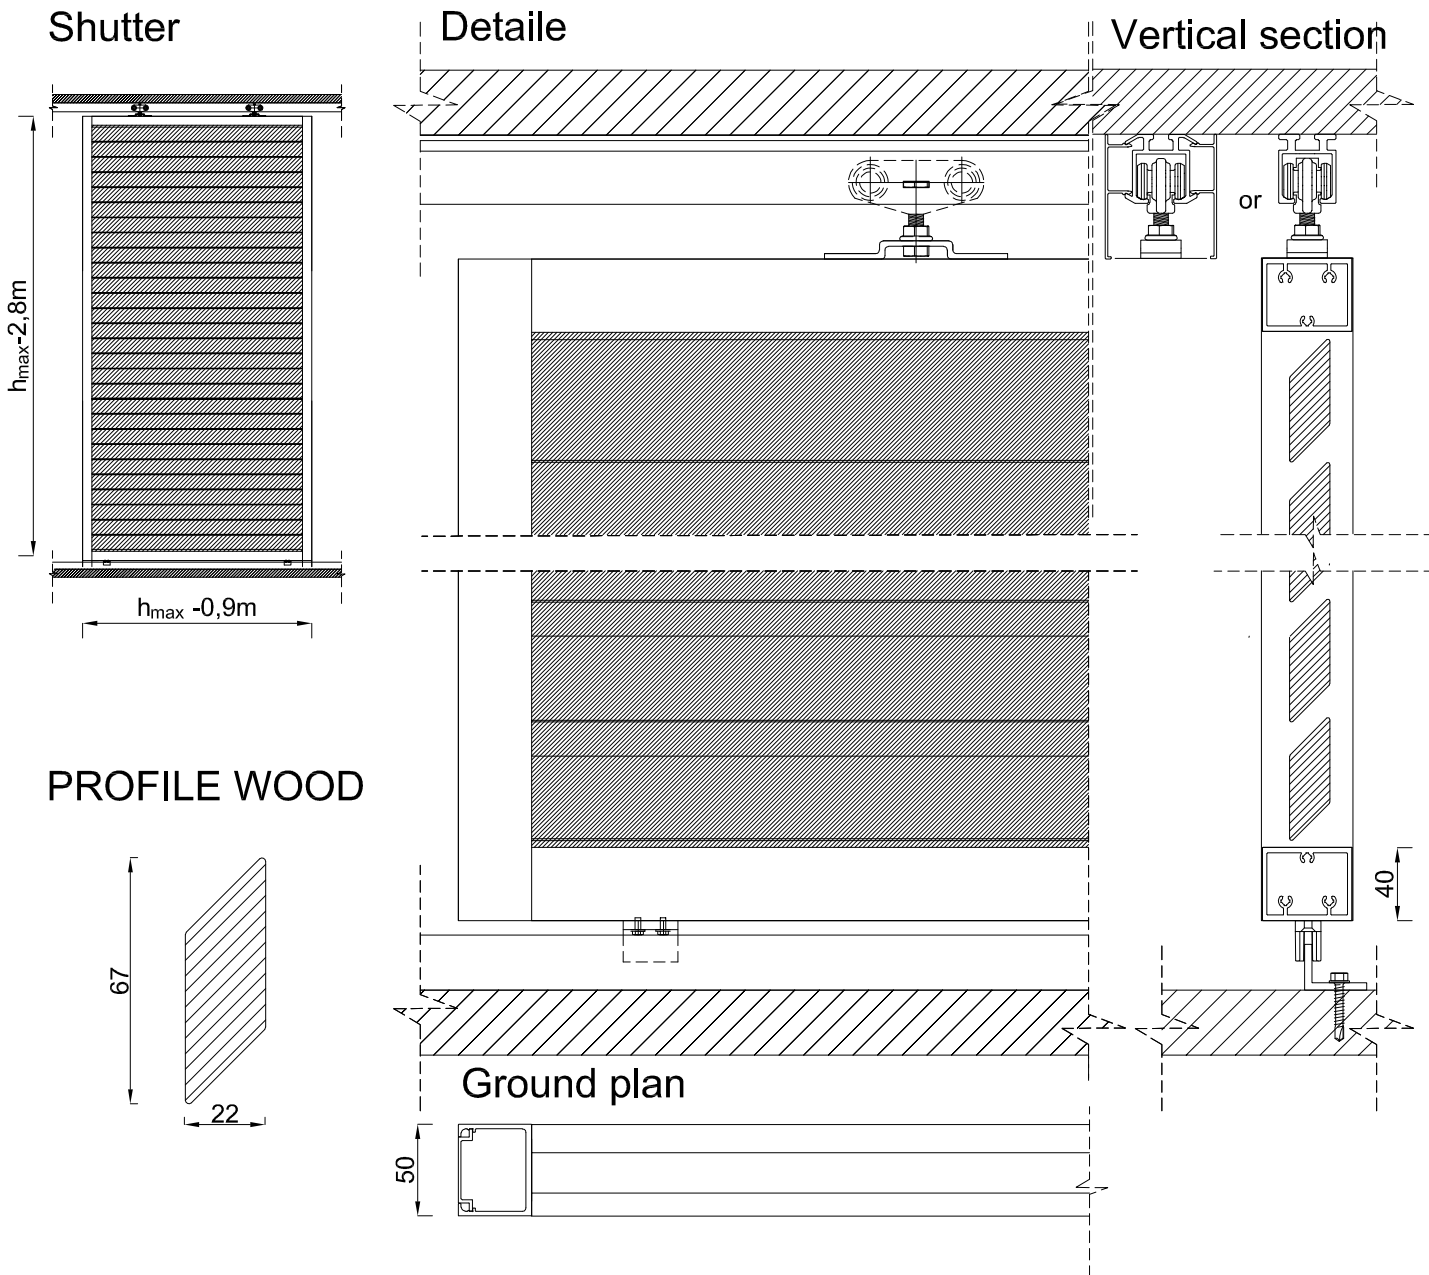 Shutter
Detaile
Vertical section
or
hmax-2,8m
hmax -0,9m
PROFILE WOOD
67
22
40
Ground plan
50